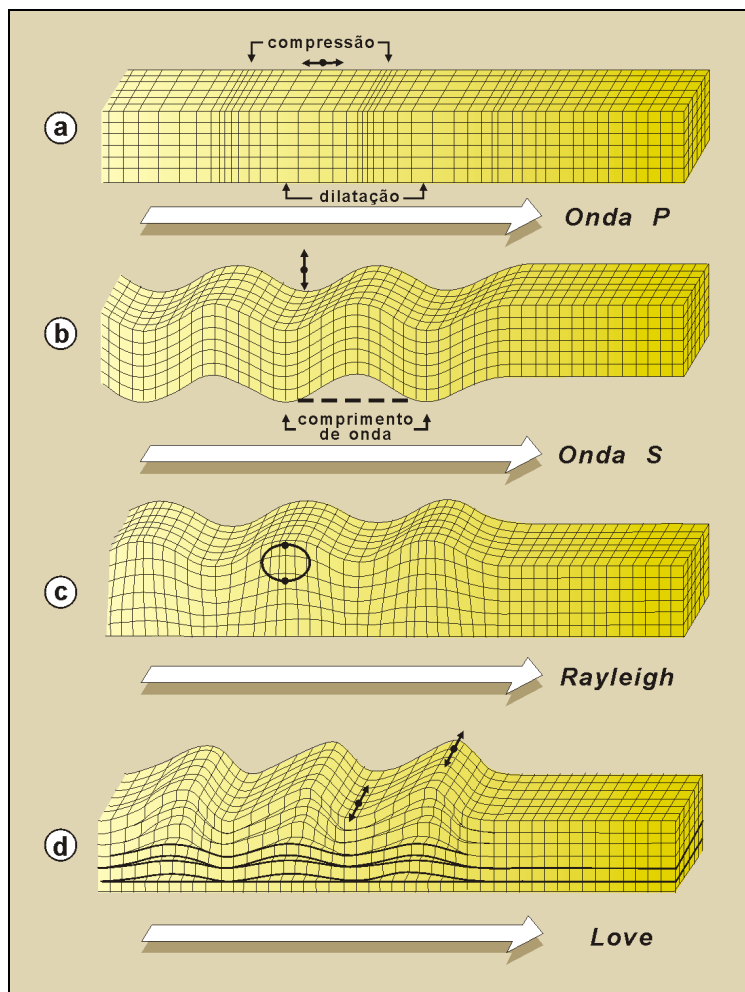 compressão
a
dilatação
Onda P
b
comprimento
de onda
Onda S
c
Rayleigh
d
Love